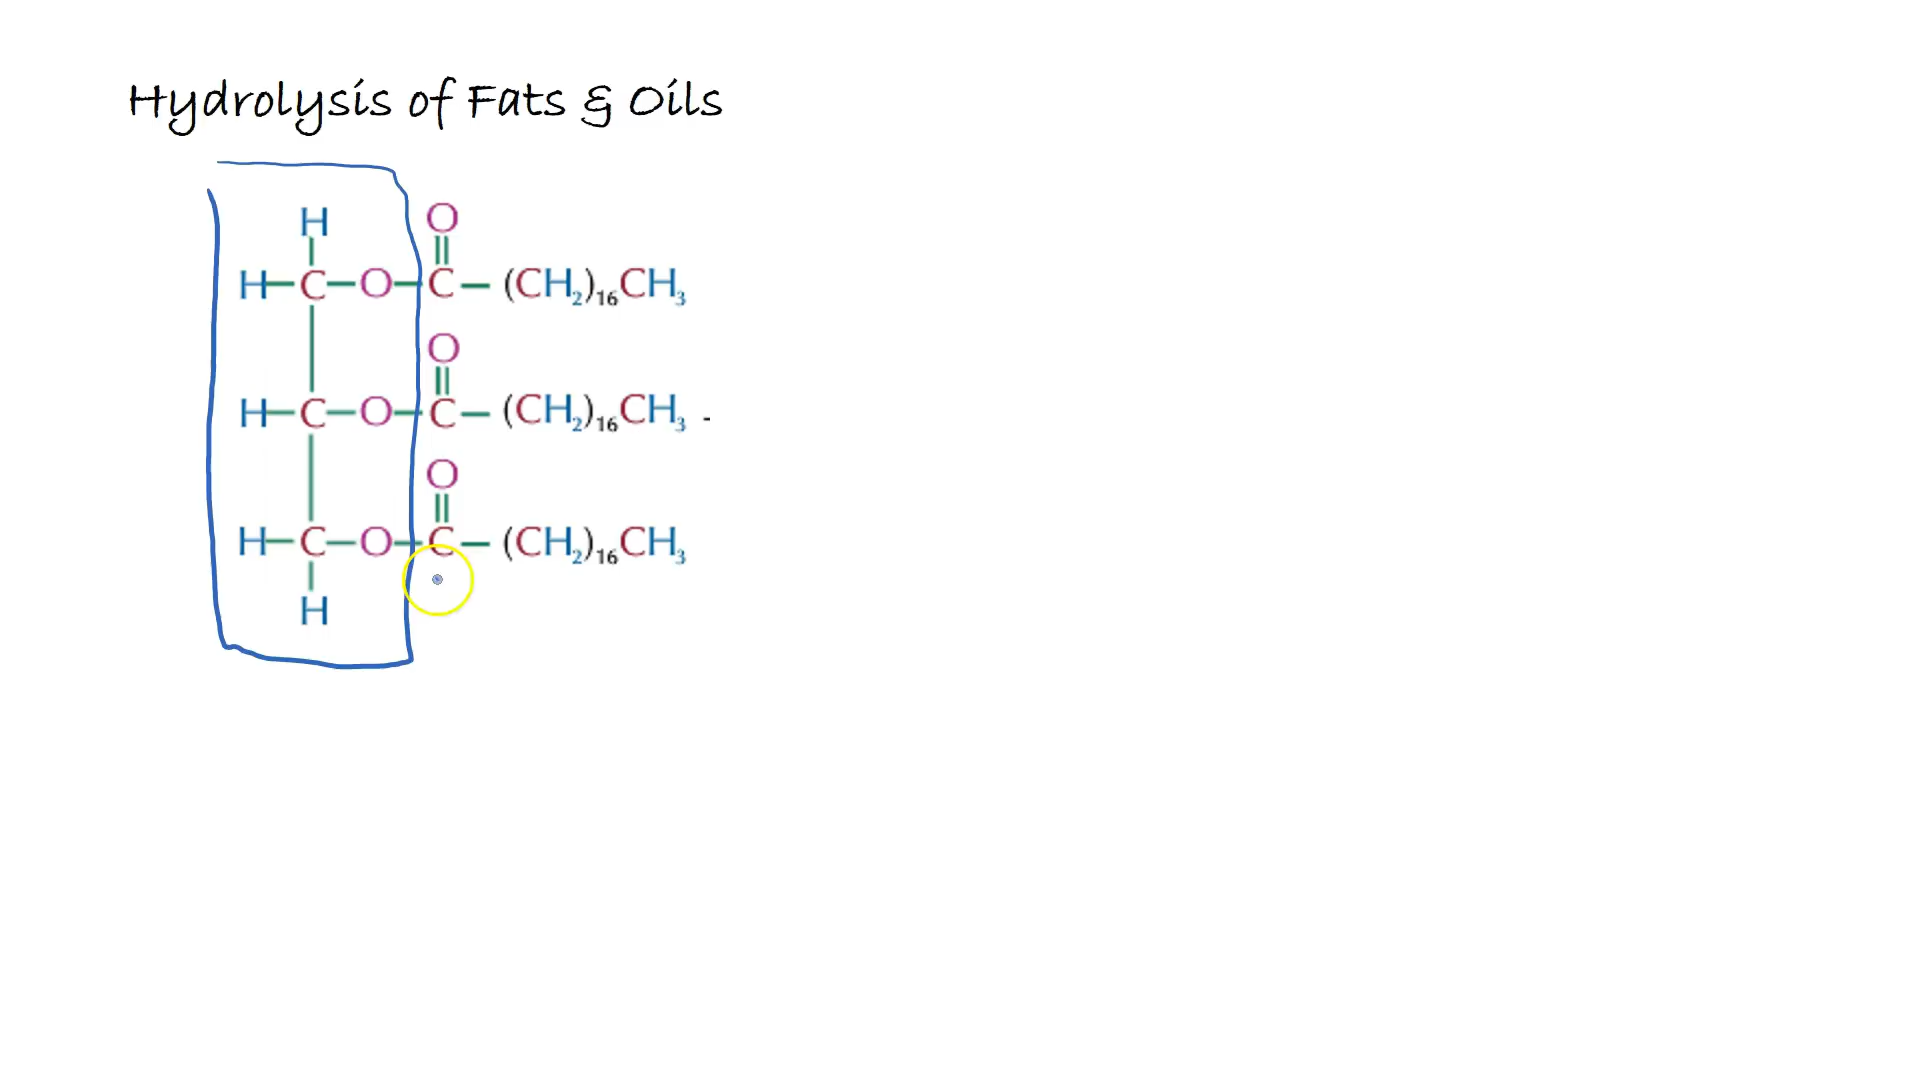 Hydrolysis of Fats & Oils
H O
H-C-O-C-(CH₂)₁₆CH₃
O
H-C-O-C-(CH₂)₁₆CH₃ -
O
H-C-O-C-(CH₂)₁₆CH₃
H